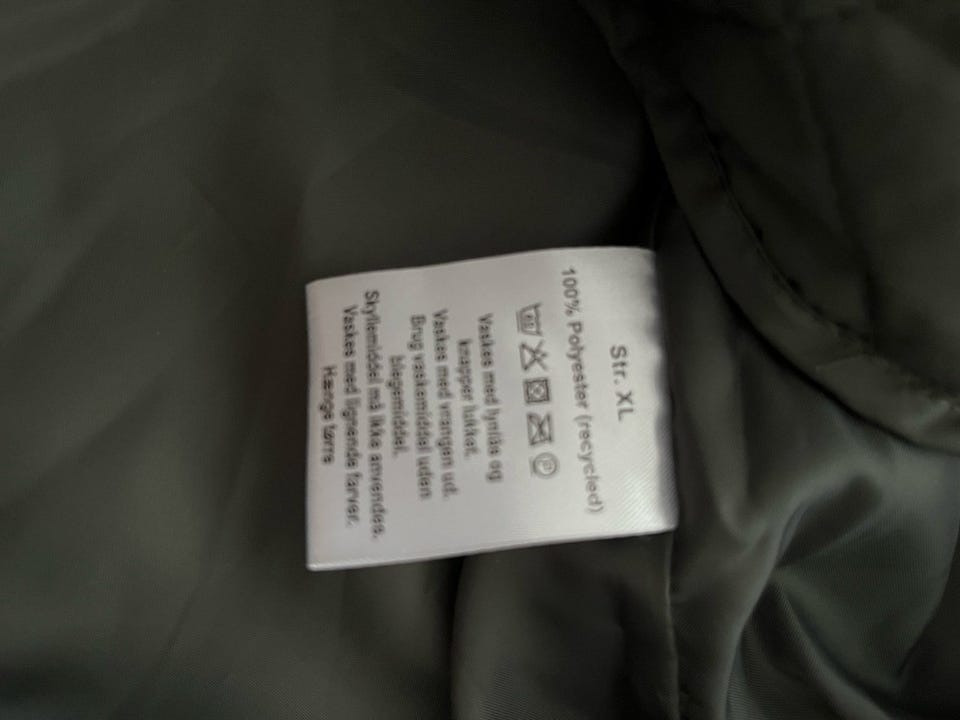 Str. XL
100% Polyester (recycled)
Vaskes med lynlås og
knapper lukket.
Vaskes med vrangen ud.
Brug vaskemiddel uden
blegemiddel.
Skyllemiddel må ikke anvendes.
Vaskes med lignende farver.
Hænge tørre